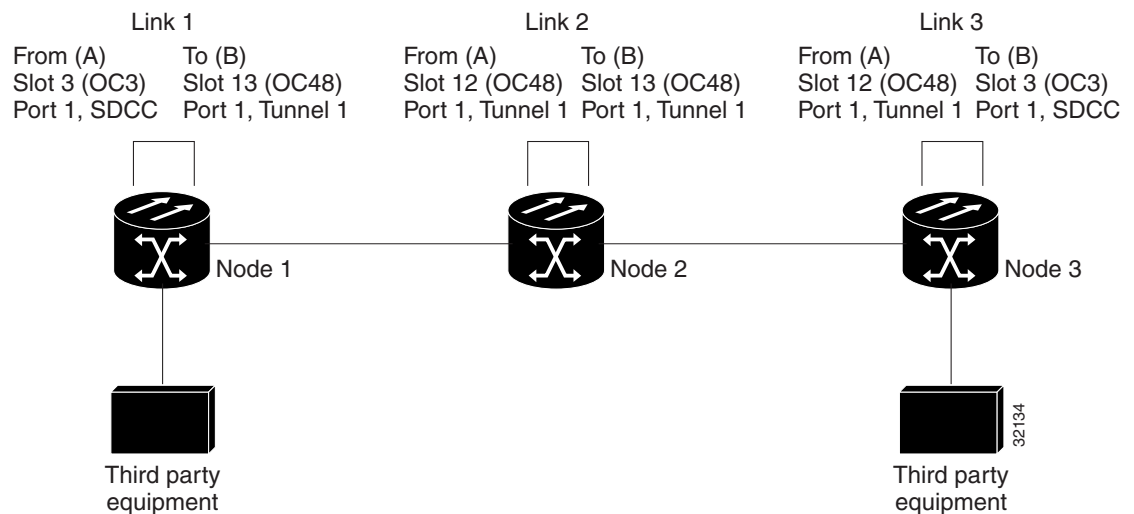 Link 1
From (A) To (B)
Slot 3 (OC3) Slot 13 (OC48)
Port 1, SDCC Port 1, Tunnel 1
Link 2
From (A) To (B)
Slot 12 (OC48) Slot 13 (OC48)
Port 1, Tunnel 1 Port 1, Tunnel 1
Link 3
From (A) To (B)
Slot 12 (OC48) Slot 3 (OC3)
Port 1, Tunnel 1 Port 1, SDCC
Node 1
Node 2
Node 3
Third party
equipment
Third party
equipment
32134